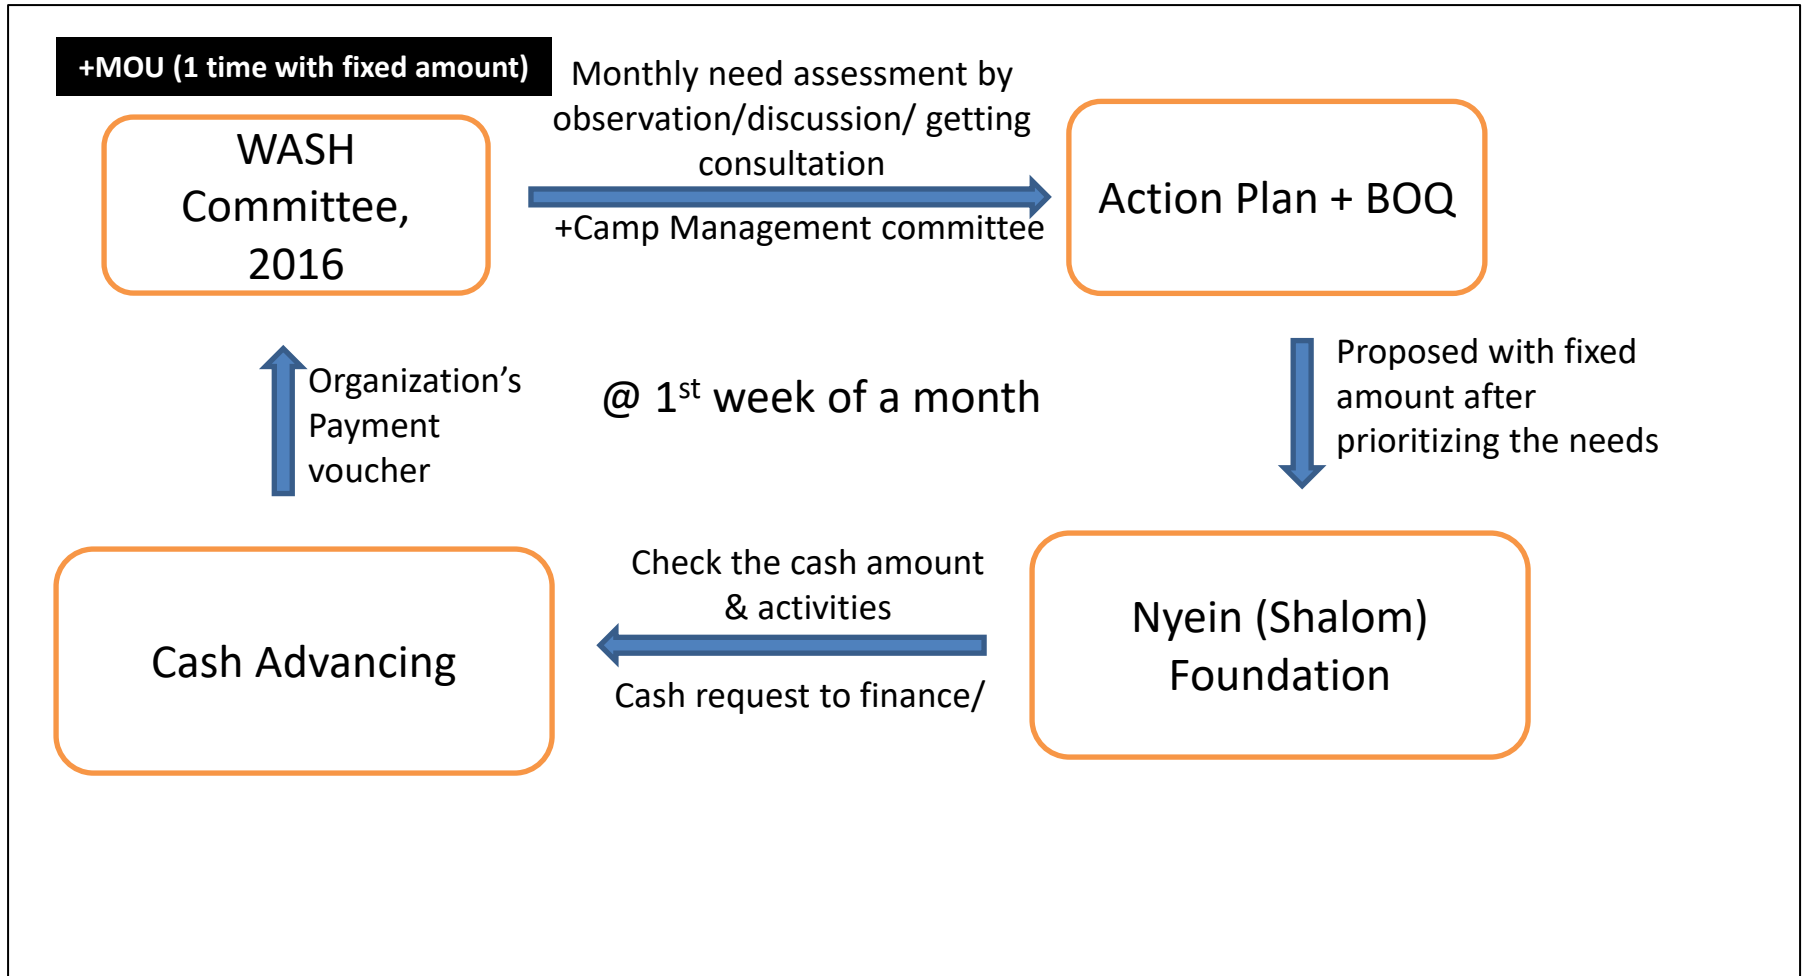 +MOU (1 time with fixed amount)
WASH
Committee,
2016
Monthly need assessment by
observation/discussion/ getting
consultation
+Camp Management committee
Action Plan + BOQ
Organization’s
Payment
voucher
@ 1st week of a month
Proposed with fixed
amount after
prioritizing the needs
Cash Advancing
Check the cash amount
& activities
Cash request to finance/
Nyein (Shalom)
Foundation